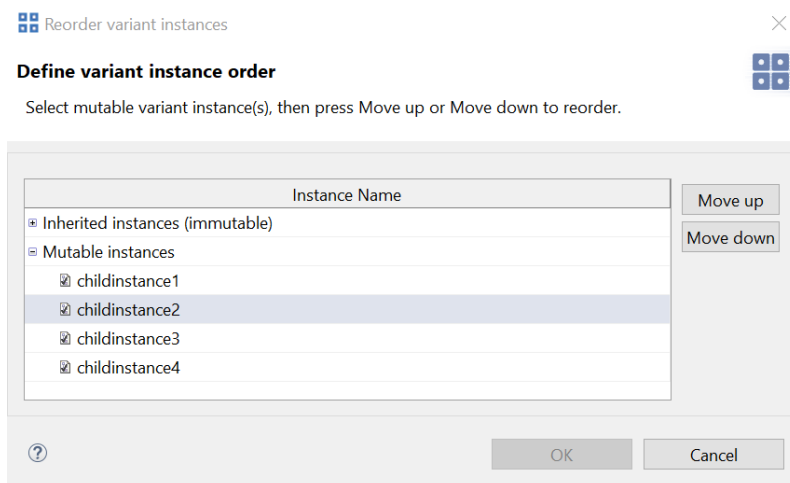 Reorder variant instances
Define variant instance order
Select mutable variant instance(s), then press Move up or Move down to reorder.
Instance Name
Move up
Inherited instances (immutable)
Move down
Mutable instances
childinstance1
childinstance2
childinstance3
childinstance4
?
OK
Cancel